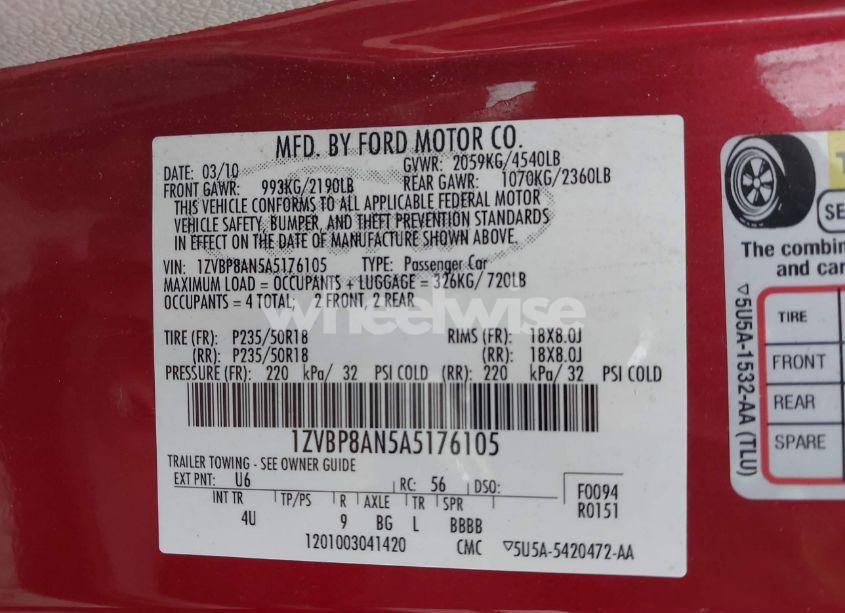 MFD. BY FORD MOTOR CO.
DATE: 03/10 GVWR: 2059KG/4540LB
FRONT GAWR: 993KG/2190LB REAR GAWR: 1070KG/2360LB
THIS VEHICLE CONFORMS TO ALL APPLICABLE FEDERAL MOTOR
VEHICLE SAFETY, BUMPER, AND THEFT PREVENTION STANDARDS
IN EFFECT ON THE DATE OF MANUFACTURE SHOWN ABOVE.
VIN: 1ZVBP8AN5A5176105 TYPE: Passenger Car
MAXIMUM LOAD = OCCUPANTS + LUGGAGE = 326KG/720LB
OCCUPANTS = 4 TOTAL; 2 FRONT, 2 REAR
wheelwise
TIRE (FR): P235/50R18 RIMS (FR): 18X8.0J
(RR): P235/50R18 (RR): 18X8.0J
PRESSURE (FR): 220 kPa/ 32 PSI COLD (RR): 220 kPa/ 32 PSI COLD
1ZVBP8AN5A5176105
TRAILER TOWING - SEE OWNER GUIDE
EXT PNT: U6 RC: 56 DSO:
INT TR TP/PS R AXLE TR SPR
4U 9 BG L BBBB
F0094
R0151
1201003041420 CMC ▽5U5A-5420472-AA
SE
The combin
and car
TIRE
FRONT
REAR
SPARE
▽5U5A-1532-AA (TLU)